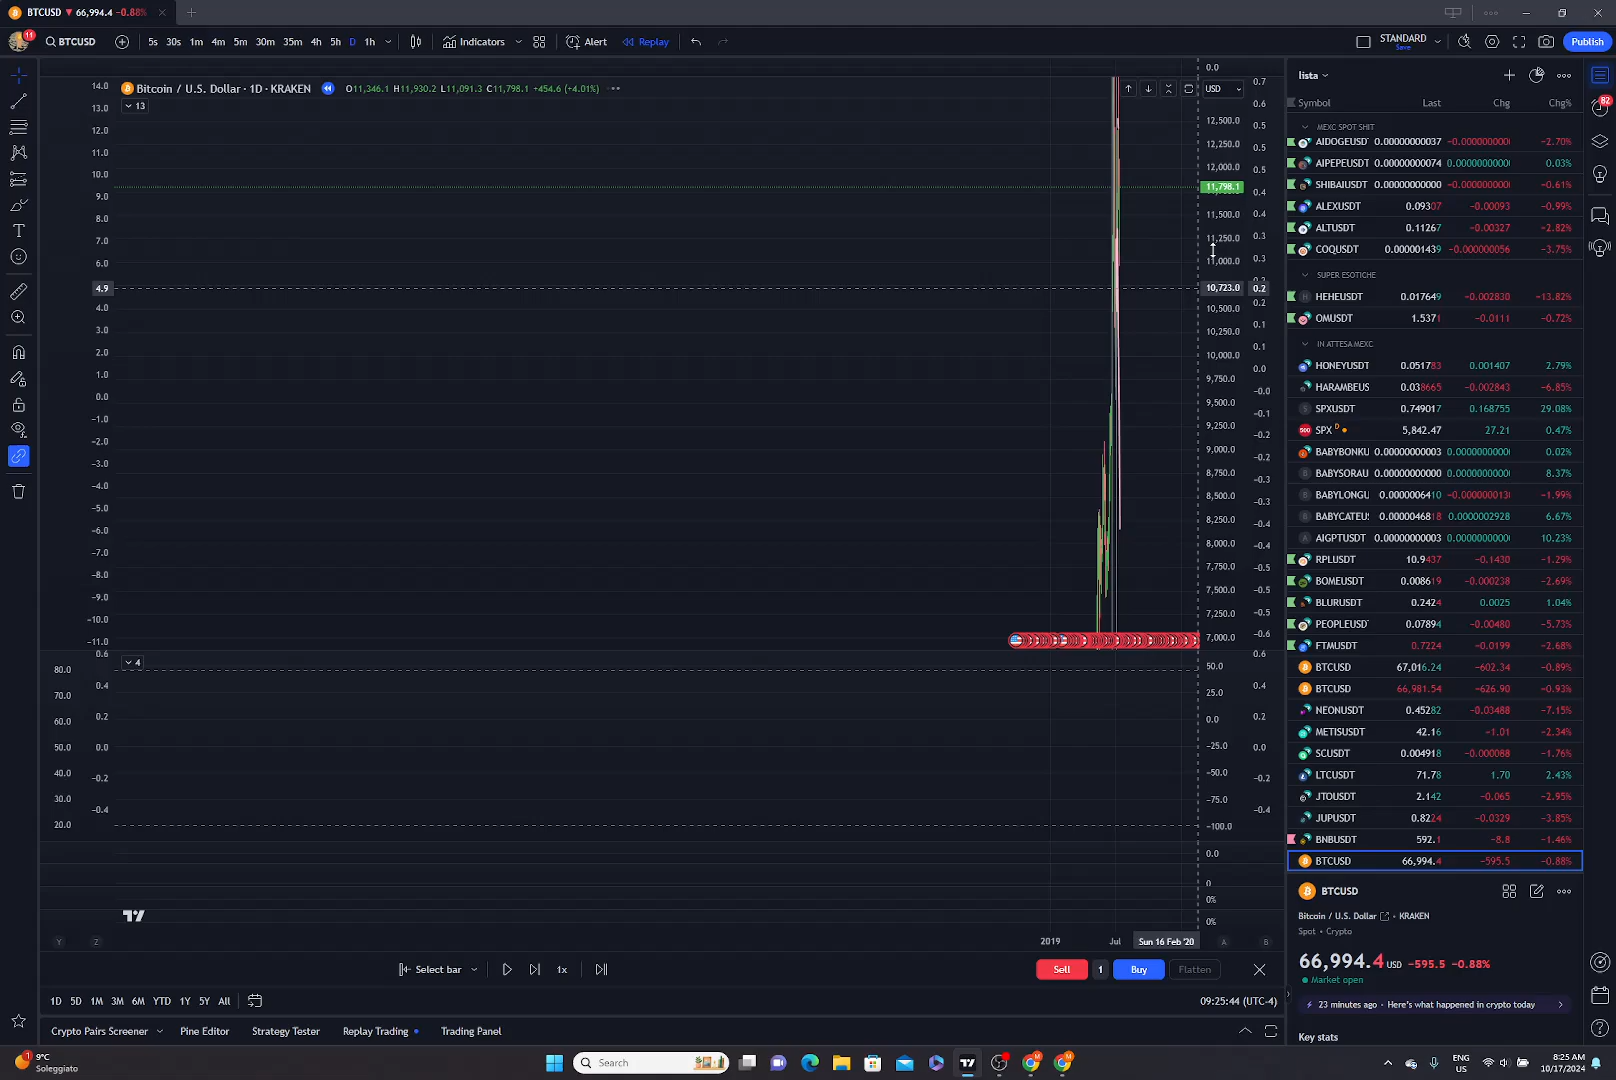 BTCUSD ▼ 66,994.4 −0.88%
11 BTCUSD 5s 30s 1m 4m 5m 30m 35m 4h 5h D 1h Indicators Alert Replay STANDARD Save Publish
Bitcoin / U.S. Dollar · 1D · KRAKEN O11,346.1 H11,930.2 L11,091.3 C11,798.1 +454.6 (+4.01%)
13
USD
14.0
13.0
12.0
11.0
10.0
9.0
8.0
7.0
6.0
4.9
4.0
3.0
2.0
1.0
0.0
−1.0
−2.0
−3.0
−4.0
−5.0
−6.0
−7.0
−8.0
−9.0
−10.0
−11.0
0.0
12,500.0
12,250.0
12,000.0
11,798.1
11,500.0
11,250.0
11,000.0
10,723.0
10,500.0
10,250.0
10,000.0
9,750.0
9,500.0
9,250.0
9,000.0
8,750.0
8,500.0
8,250.0
8,000.0
7,750.0
7,500.0
7,250.0
7,000.0
0.7
0.6
0.5
0.5
0.5
0.4
0.4
0.3
0.3
0.2
0.2
0.1
0.1
0.0
−0.0
−0.1
−0.2
−0.2
−0.3
−0.3
−0.4
−0.4
−0.5
−0.5
−0.5
−0.6
4
80.0
70.0
60.0
50.0
40.0
30.0
20.0
0.6
0.4
0.2
0.0
−0.2
−0.4
50.0
25.0
0.0
−25.0
−50.0
−75.0
−100.0
0.6
0.4
0.2
0.0
−0.2
−0.4
0.0
0
0%
0%
Y Z 2019 Jul Sun 16 Feb '20 A B
Select bar 1x Sell 1 Buy Flatten
1D 5D 1M 3M 6M YTD 1Y 5Y All 09:25:44 (UTC-4)
Crypto Pairs Screener Pine Editor Strategy Tester Replay Trading Trading Panel
lista
Symbol Last Chg Chg%
MEXC SPOT SHIT
AIDOGEUSDT 0.00000000037 −0.0000000000 −2.70%
AIPEPEUSDT 0.00000000074 0.00000000000 0.03%
SHIBAIUSDT 0.0000000000 −0.0000000000 −0.61%
ALEXUSDT 0.09307 −0.00093 −0.99%
ALTUSDT 0.11267 −0.00327 −2.82%
COQUSDT 0.000001439 −0.000000056 −3.75%
SUPER ESOTICHE
HEHEUSDT 0.017649 −0.002830 −13.82%
OMUSDT 1.5371 −0.0111 −0.72%
IN ATTESA MEXC
HONEYUSDT 0.051783 0.001407 2.79%
HARAMBEUS 0.038665 −0.002843 −6.85%
SPXUSDT 0.749017 0.168755 29.08%
SPX D 5,842.47 27.21 0.47%
BABYBONKU 0.0000000003 0.0000000000 0.02%
BABYSORAU 0.0000000000 0.0000000000 8.37%
BABYLONGU 0.0000006410 −0.000000013 −1.99%
BABYCATEU 0.0000046818 0.0000002928 6.67%
AIGPTUSDT 0.0000000003 0.0000000000 10.23%
RPLUSDT 10.9437 −0.1430 −1.29%
BOMEUSDT 0.008619 −0.000238 −2.69%
BLURUSDT 0.2424 0.0025 1.04%
PEOPLEUSD 0.07894 −0.00480 −5.73%
FTMUSDT 0.7224 −0.0199 −2.68%
BTCUSD 67,016.24 −602.34 −0.89%
BTCUSD 66,981.54 −626.90 −0.93%
NEONUSDT 0.45282 −0.03488 −7.15%
METISUSDT 42.16 −1.01 −2.34%
SCUSDT 0.004918 −0.000088 −1.76%
LTCUSDT 71.78 1.70 2.43%
JTOUSDT 2.142 −0.065 −2.95%
JUPUSDT 0.8224 −0.0329 −3.85%
BNBUSDT 592.1 −8.8 −1.46%
BTCUSD 66,994.4 −595.5 −0.88%
BTCUSD
Bitcoin / U.S. Dollar • KRAKEN
Spot • Crypto
66,994.4 USD −595.5 −0.88%
Market open
23 minutes ago • Here's what happened in crypto today
Key stats
82
9°C
Soleggiato
Search
ENG
US
8:25 AM
10/17/2024